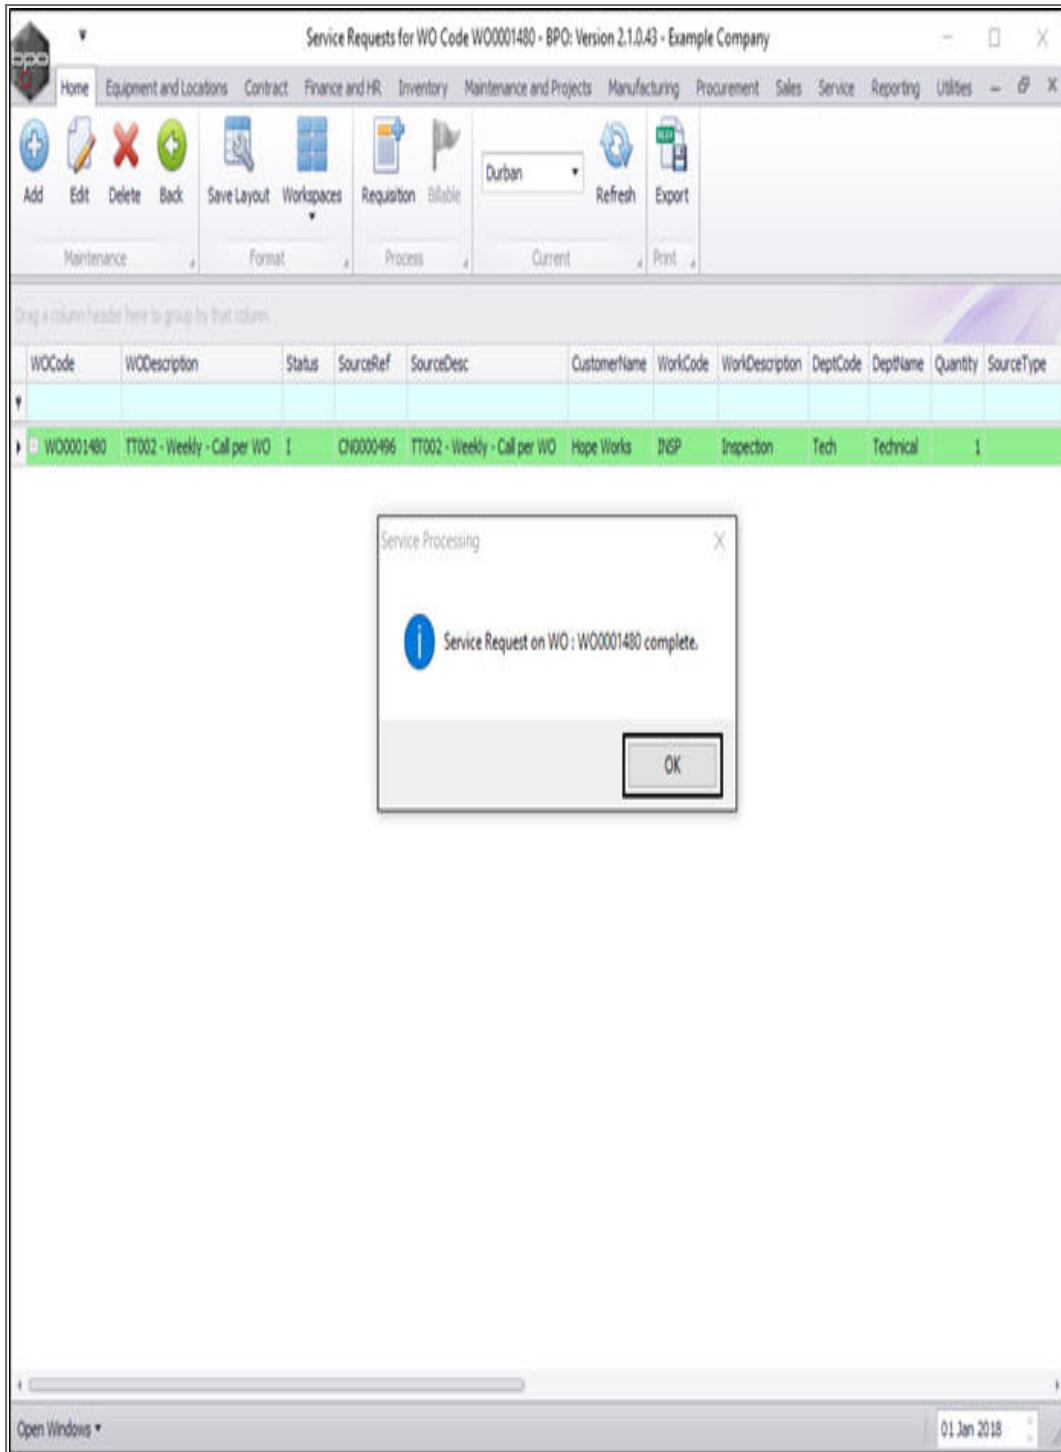 Service Requests for WO Code WO0001480 - BPO: Version 2.1.0.43 - Example Company
bpo
Home Equipment and Locations Contract Finance and HR Inventory Maintenance and Projects Manufacturing Procurement Sales Service Reporting Utilities
Add Edit Delete Back Save Layout Workspaces Requisition Billable Durban Refresh Export
Maintenance Format Process Current Print
Drag a column header here to group by that column
WOCode WODescription Status SourceRef SourceDesc CustomerName WorkCode WorkDescription DeptCode DeptName Quantity SourceType
WO0001480 TT002 - Weekly - Call per WO I CN0000496 TT002 - Weekly - Call per WO Hope Works INSP Inspection Tech Technical 1
Service Processing
Service Request on WO : WO0001480 complete.
OK
Open Windows 01 Jan 2018